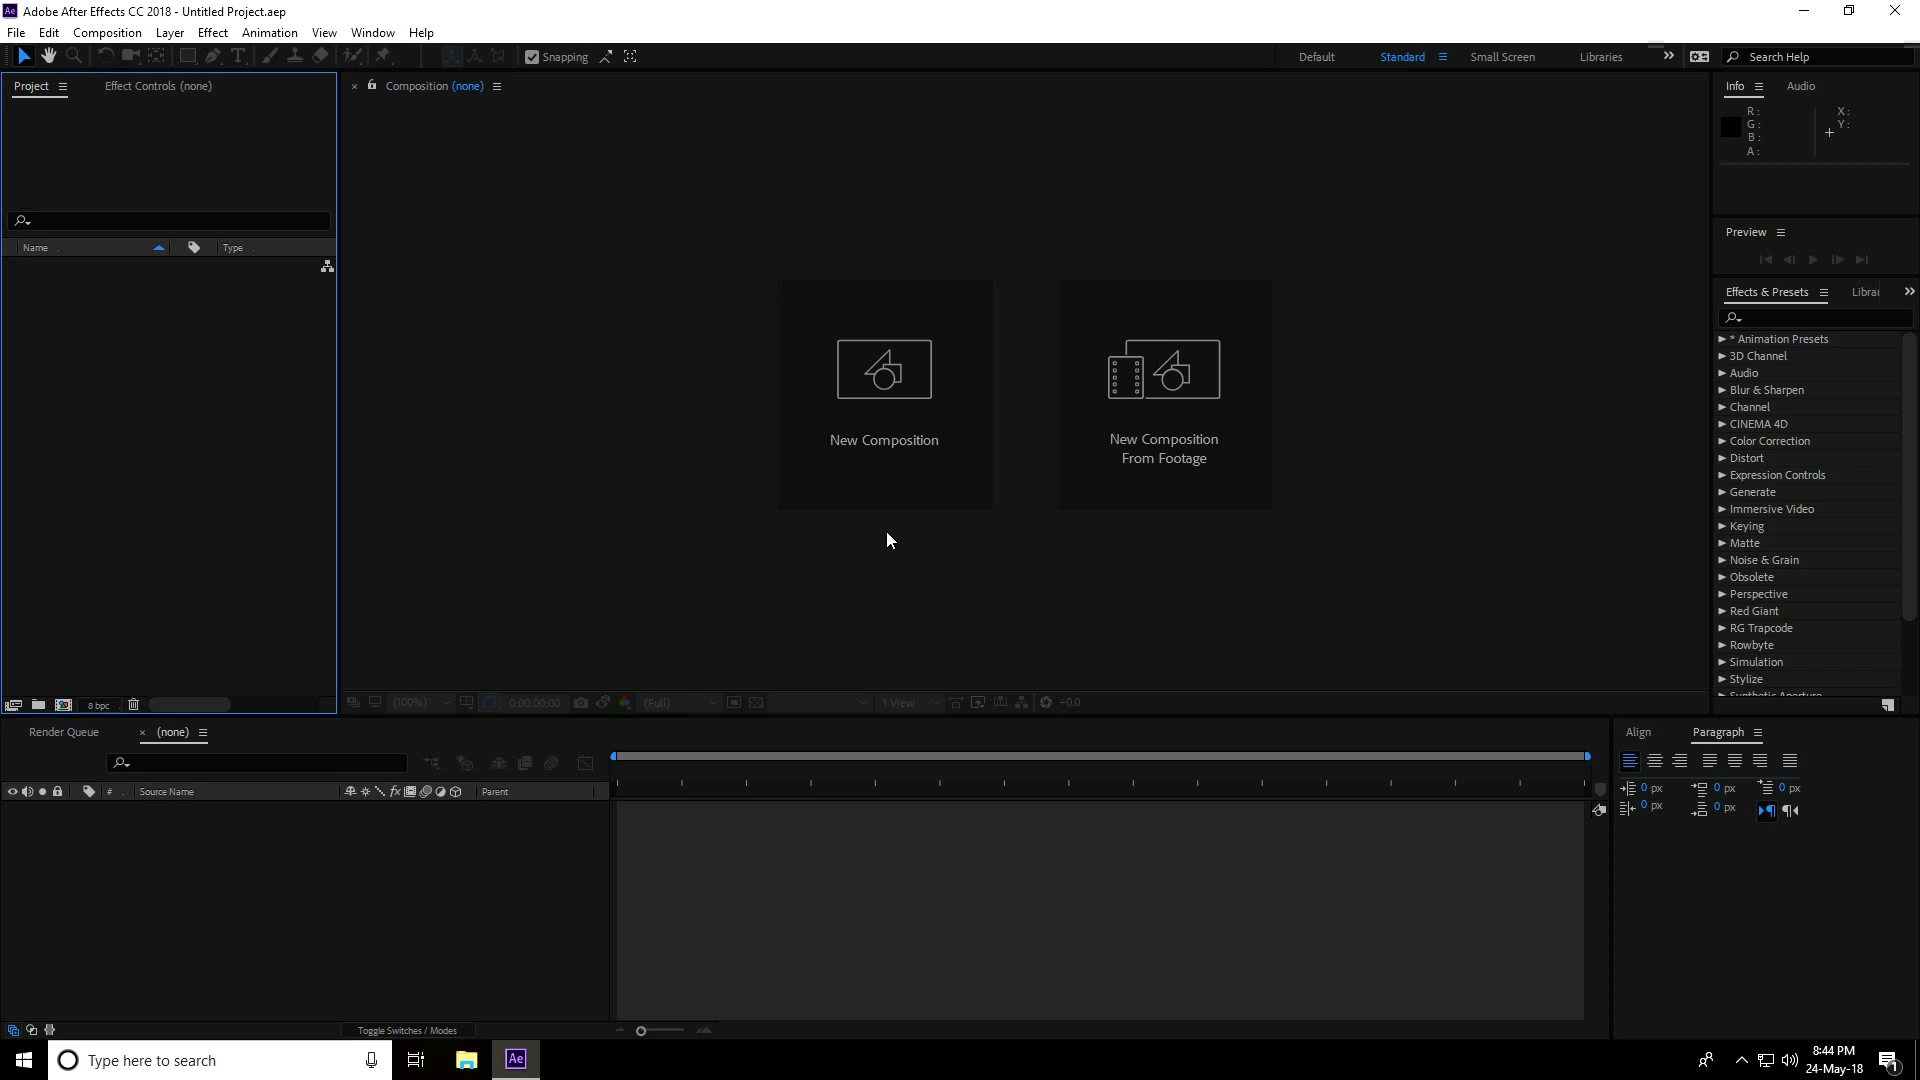 Ae Adobe After Effects CC 2018 - Untitled Project.aep
File Edit Composition Layer Effect Animation View Window Help
Snapping Default Standard Small Screen Libraries Search Help
Project Effect Controls (none) Composition (none) Info Audio
R: X:
G: Y:
B:
A:
Preview
Name Type
Effects & Presets
* Animation Presets
3D Channel
Audio
Blur & Sharpen
Channel
CINEMA 4D
Color Correction
Distort
Expression Controls
Generate
Immersive Video
Keying
Matte
Noise & Grain
Obsolete
Perspective
Red Giant
RG Trapcode
Rowbyte
Simulation
Stylize
New Composition
New Composition
From Footage
8 bpc (100%) 0:00:00:00 (Full) 1 View +0.0
Render Queue (none) Align Paragraph
# Source Name fx Parent
0 px 0 px 0 px
0 px 0 px
Toggle Switches / Modes
Type here to search Ae
8:44 PM
24-May-18
1